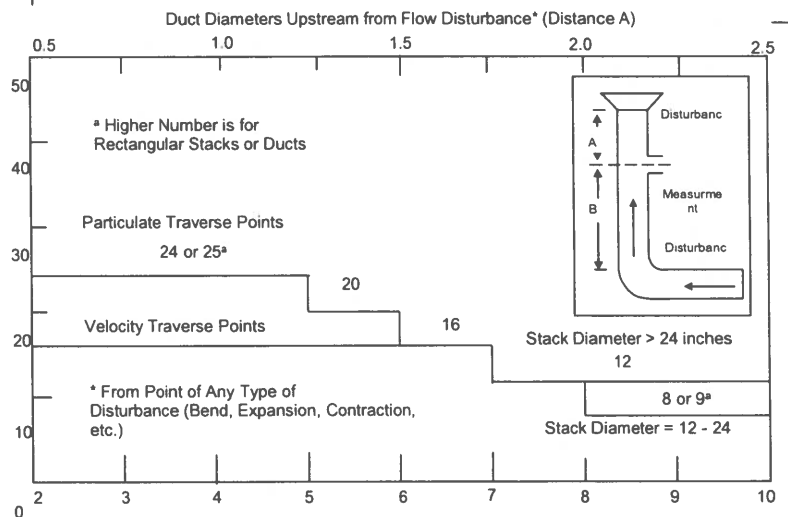 Duct Diameters Upstream from Flow Disturbance* (Distance A)
0.5 1.0 1.5 2.0 2.5
50
40
30
20
10
0
ª Higher Number is for
Rectangular Stacks or Ducts
Disturbanc
A
Measurme
nt
B
Disturbanc
Particulate Traverse Points
24 or 25ª
20
Velocity Traverse Points
16
Stack Diameter > 24 inches
12
* From Point of Any Type of
Disturbance (Bend, Expansion, Contraction,
etc.)
8 or 9ª
Stack Diameter = 12 - 24
2 3 4 5 6 7 8 9 10